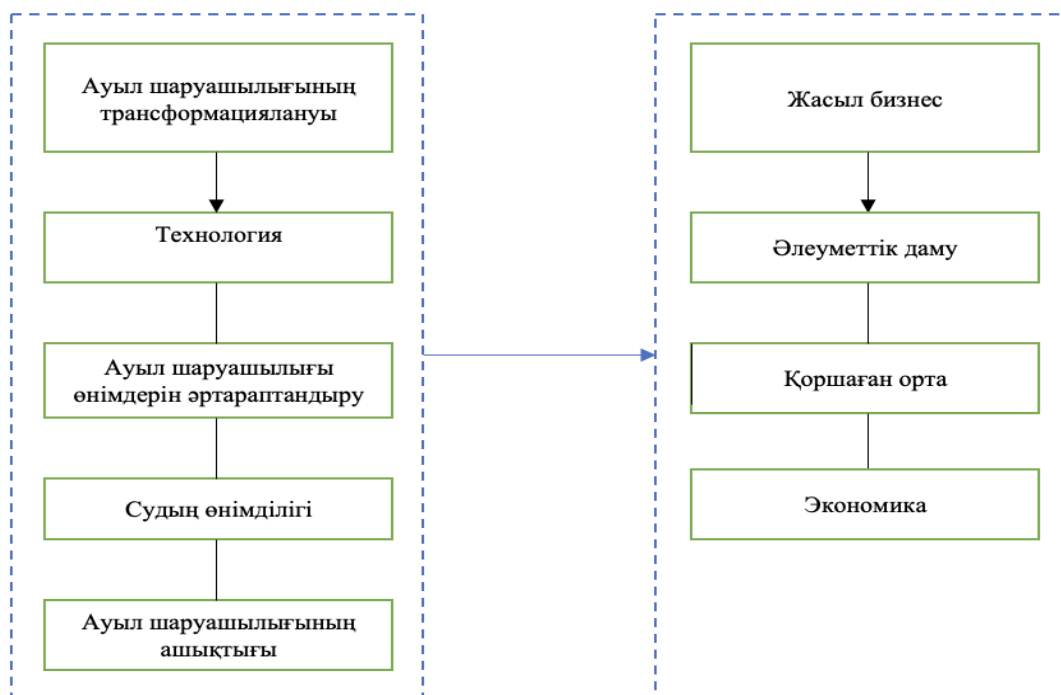 Ауыл шаруашылығының
трансформациялануы
Технология
Ауыл шаруашылығы
өнімдерін әртараптандыру
Судың өнімділігі
Ауыл шаруашылығының
ашықтығы
Жасыл бизнес
Әлеуметтік даму
Қоршаған орта
Экономика